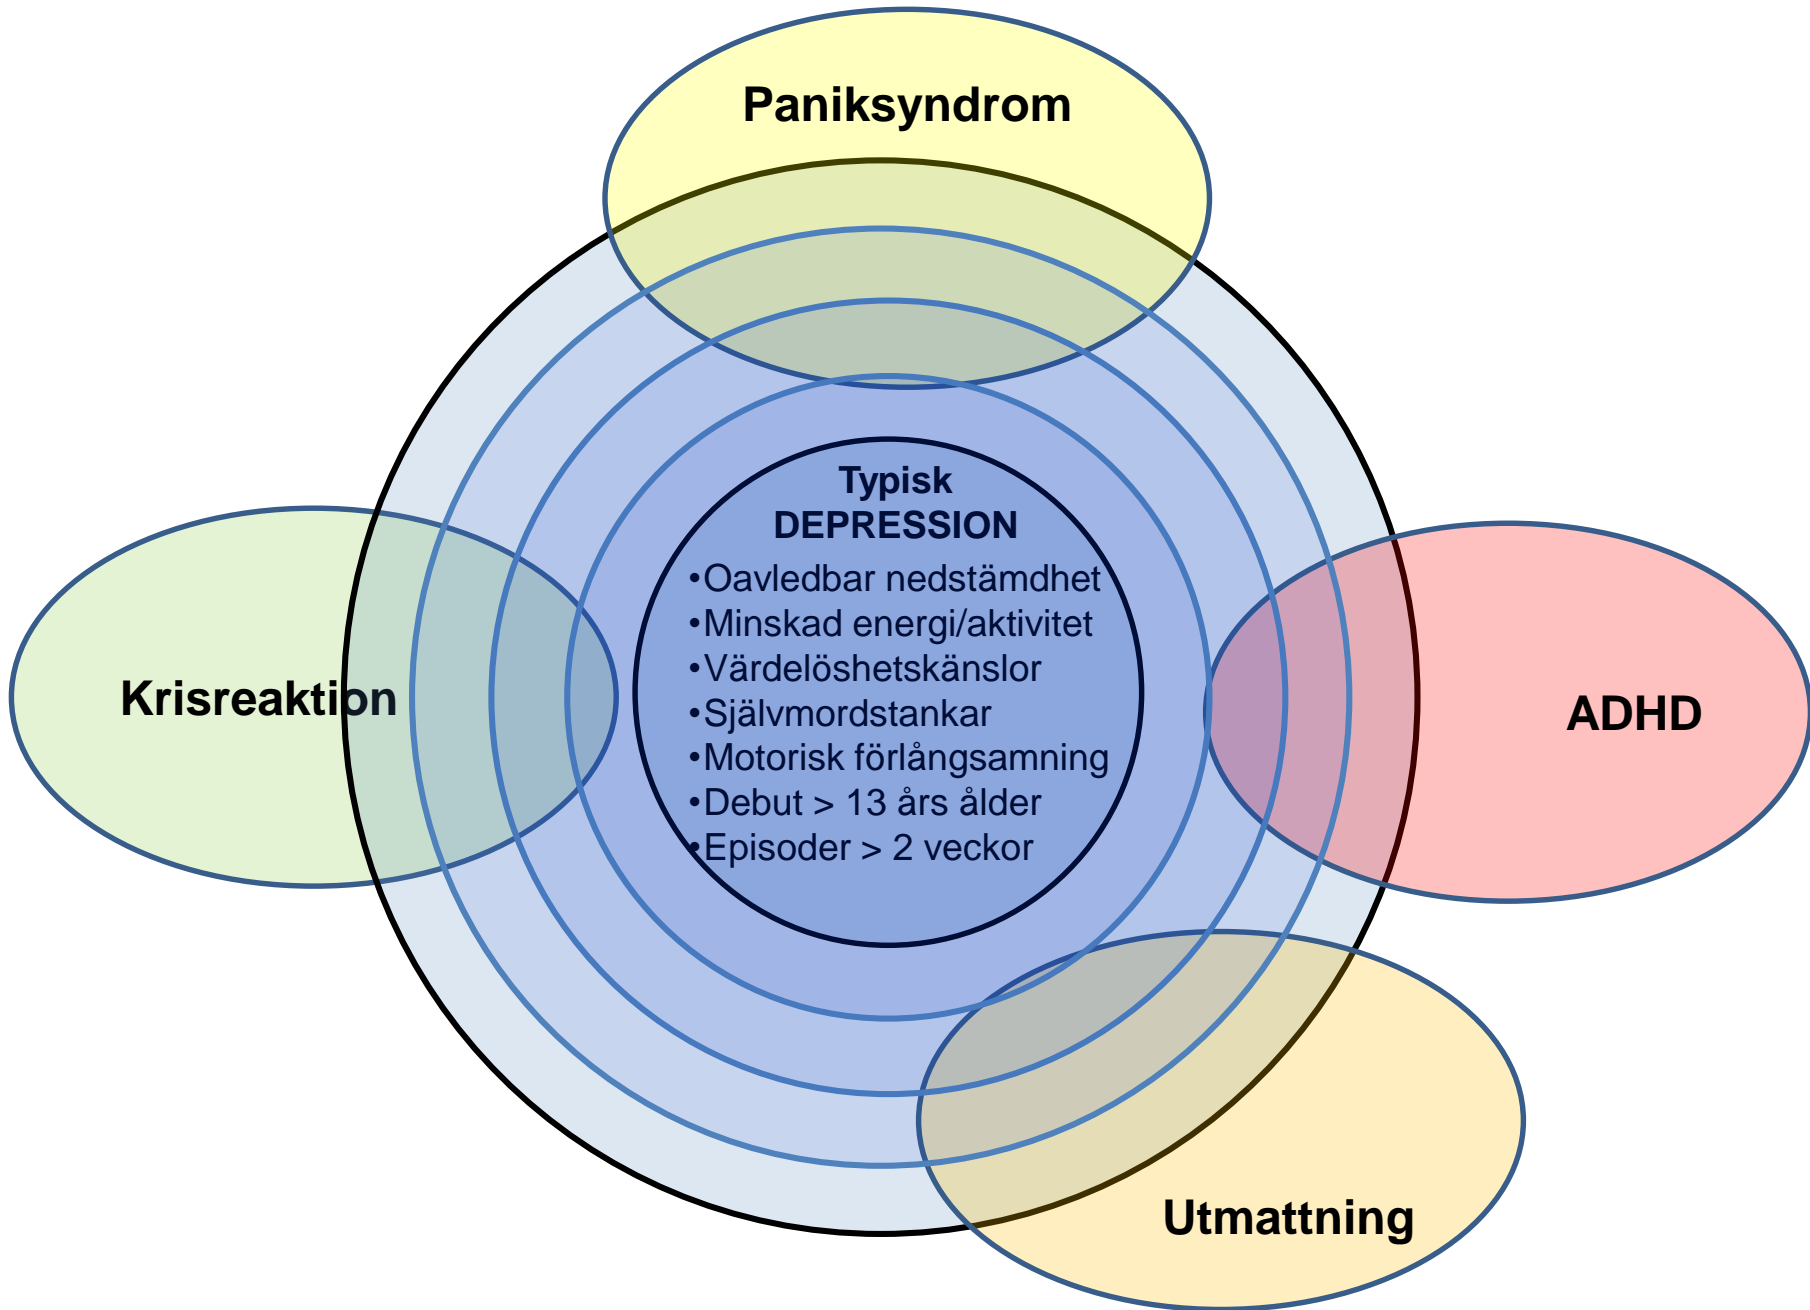 Paniksyndrom
Typisk
DEPRESSION
•Oavledbar nedstämdhet
•Minskad energi/aktivitet
•Värdelöshetskänslor
•Självmordstankar
•Motorisk förlångsamning
•Debut > 13 års ålder
•Episoder > 2 veckor
Krisreaktion
ADHD
Utmattning